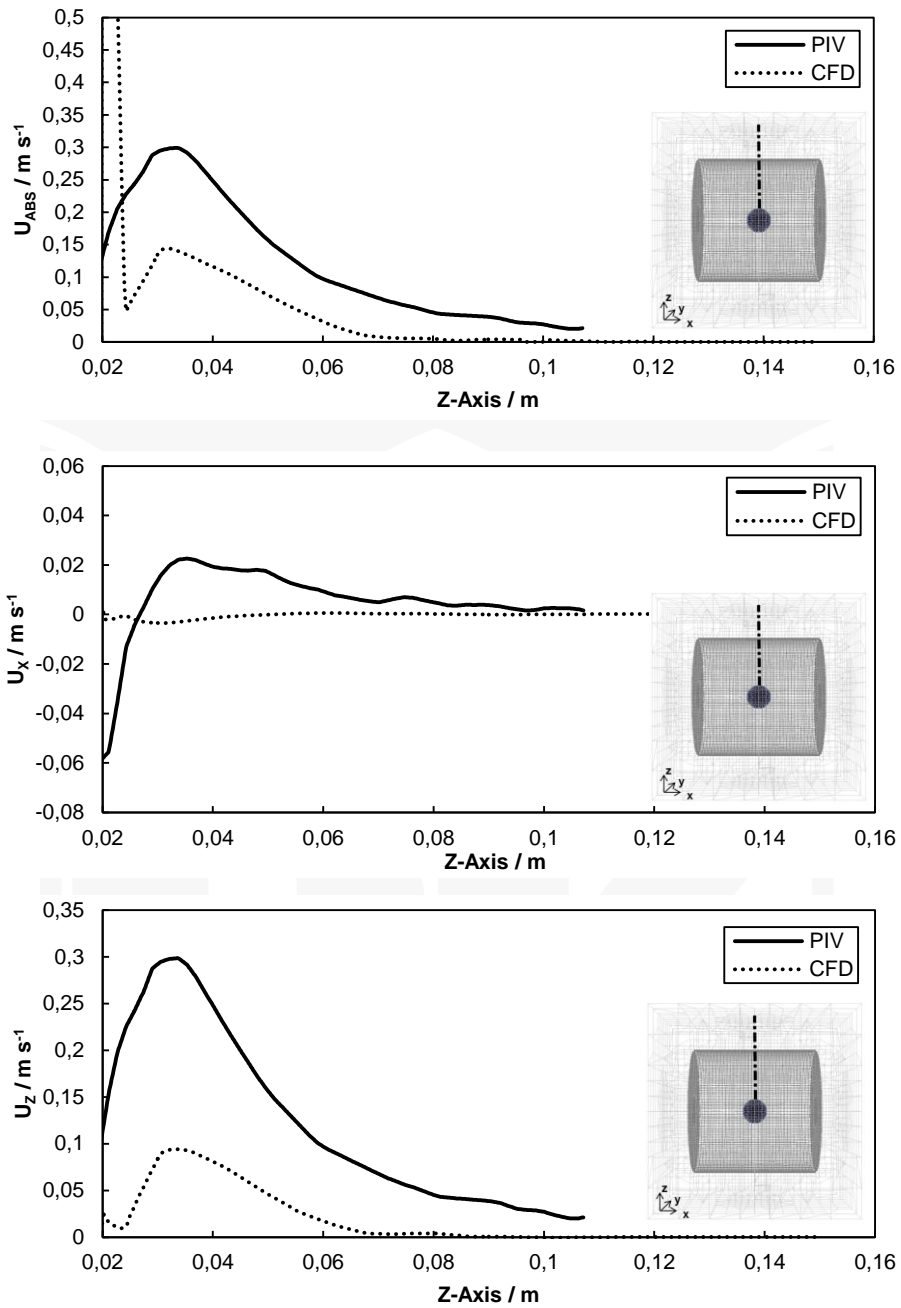 0,5
0,45
0,4
0,35
0,3
0,25
0,2
0,15
0,1
0,05
0
U_ABS / m s⁻¹
PIV
CFD
z
y
x
0,02 0,04 0,06 0,08 0,1 0,12 0,14 0,16
Z-Axis / m
0,06
0,04
0,02
0
-0,02
-0,04
-0,06
-0,08
U_X / m s⁻¹
PIV
CFD
z
y
x
0,02 0,04 0,06 0,08 0,1 0,12 0,14 0,16
Z-Axis / m
0,35
0,3
0,25
0,2
0,15
0,1
0,05
0
U_Z / m s⁻¹
PIV
CFD
z
y
x
0,02 0,04 0,06 0,08 0,1 0,12 0,14 0,16
Z-Axis / m